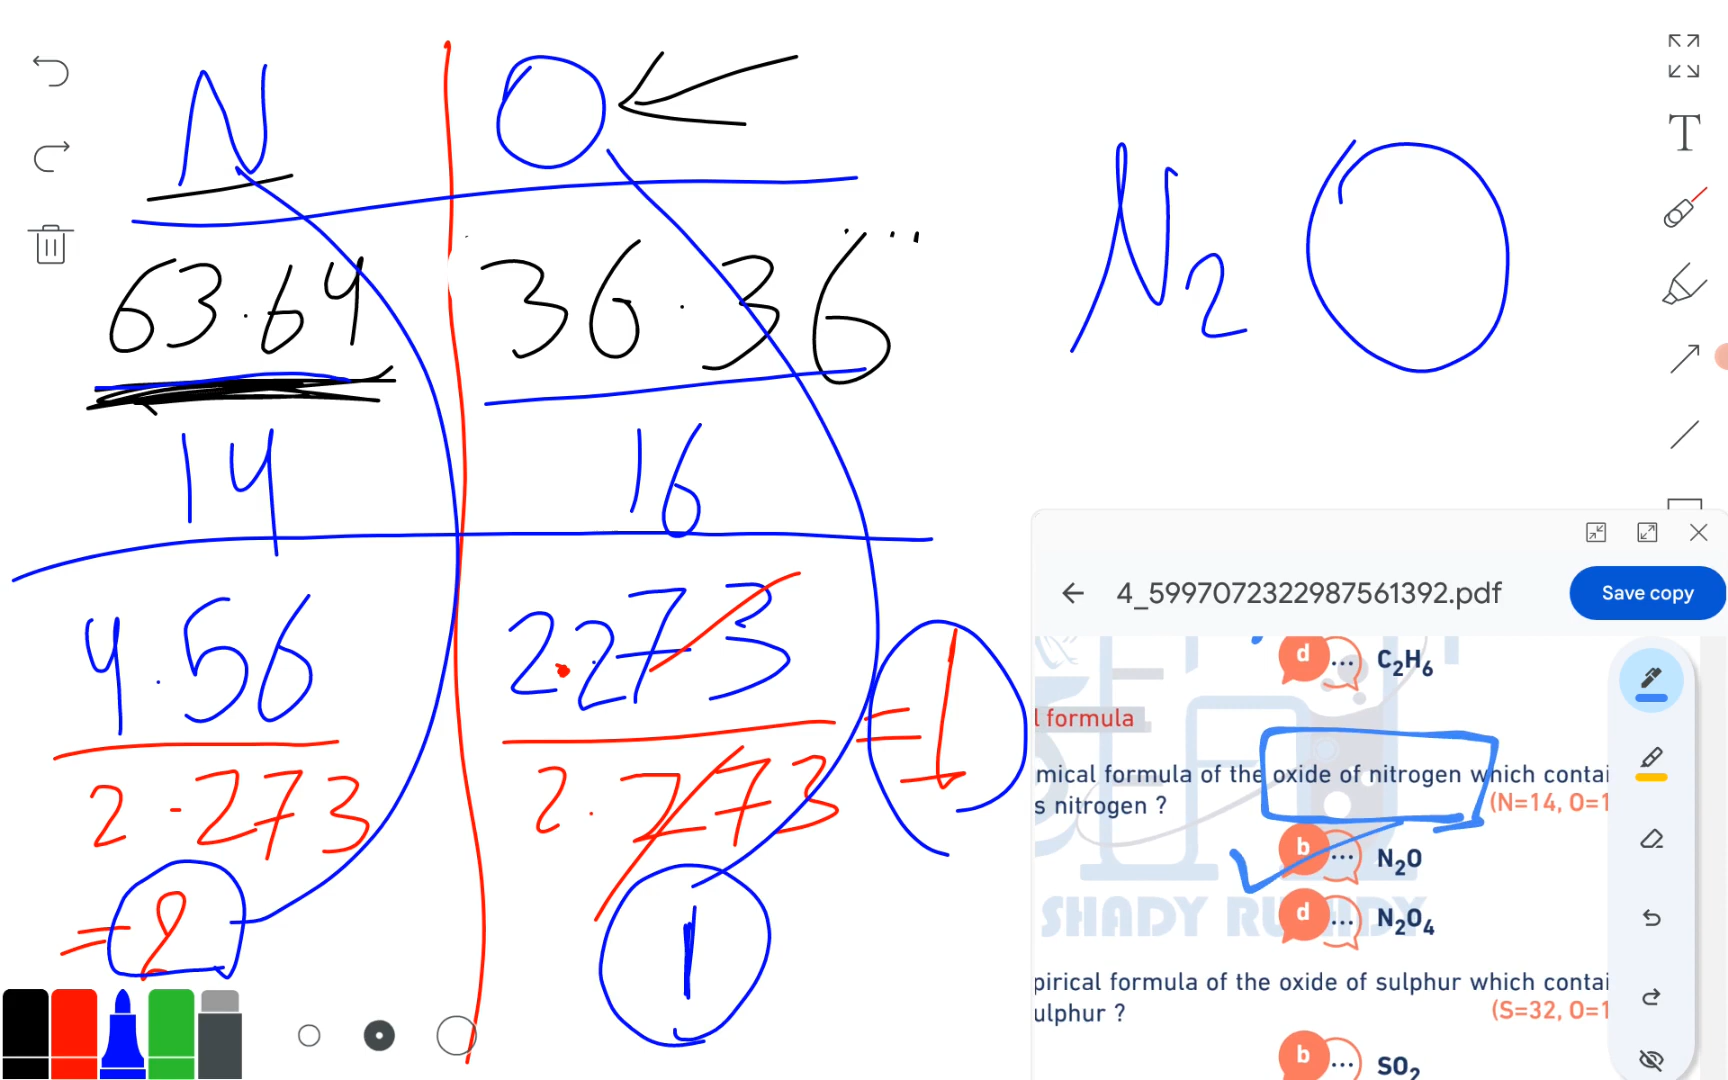 N O
N₂O
63.64 36.36...
14 16
4.56 2.273 = 1
2.273 2.273
= 2 1
T
4_5997072322987561392.pdf
Save copy
d ... C₂H₆
l formula
mical formula of the oxide of nitrogen which contai
s nitrogen ? (N=14, O=1
b ... N₂O
SHADY
d ... N₂O₄
pirical formula of the oxide of sulphur which contai
ulphur ? (S=32, O=1
b ... SO₂